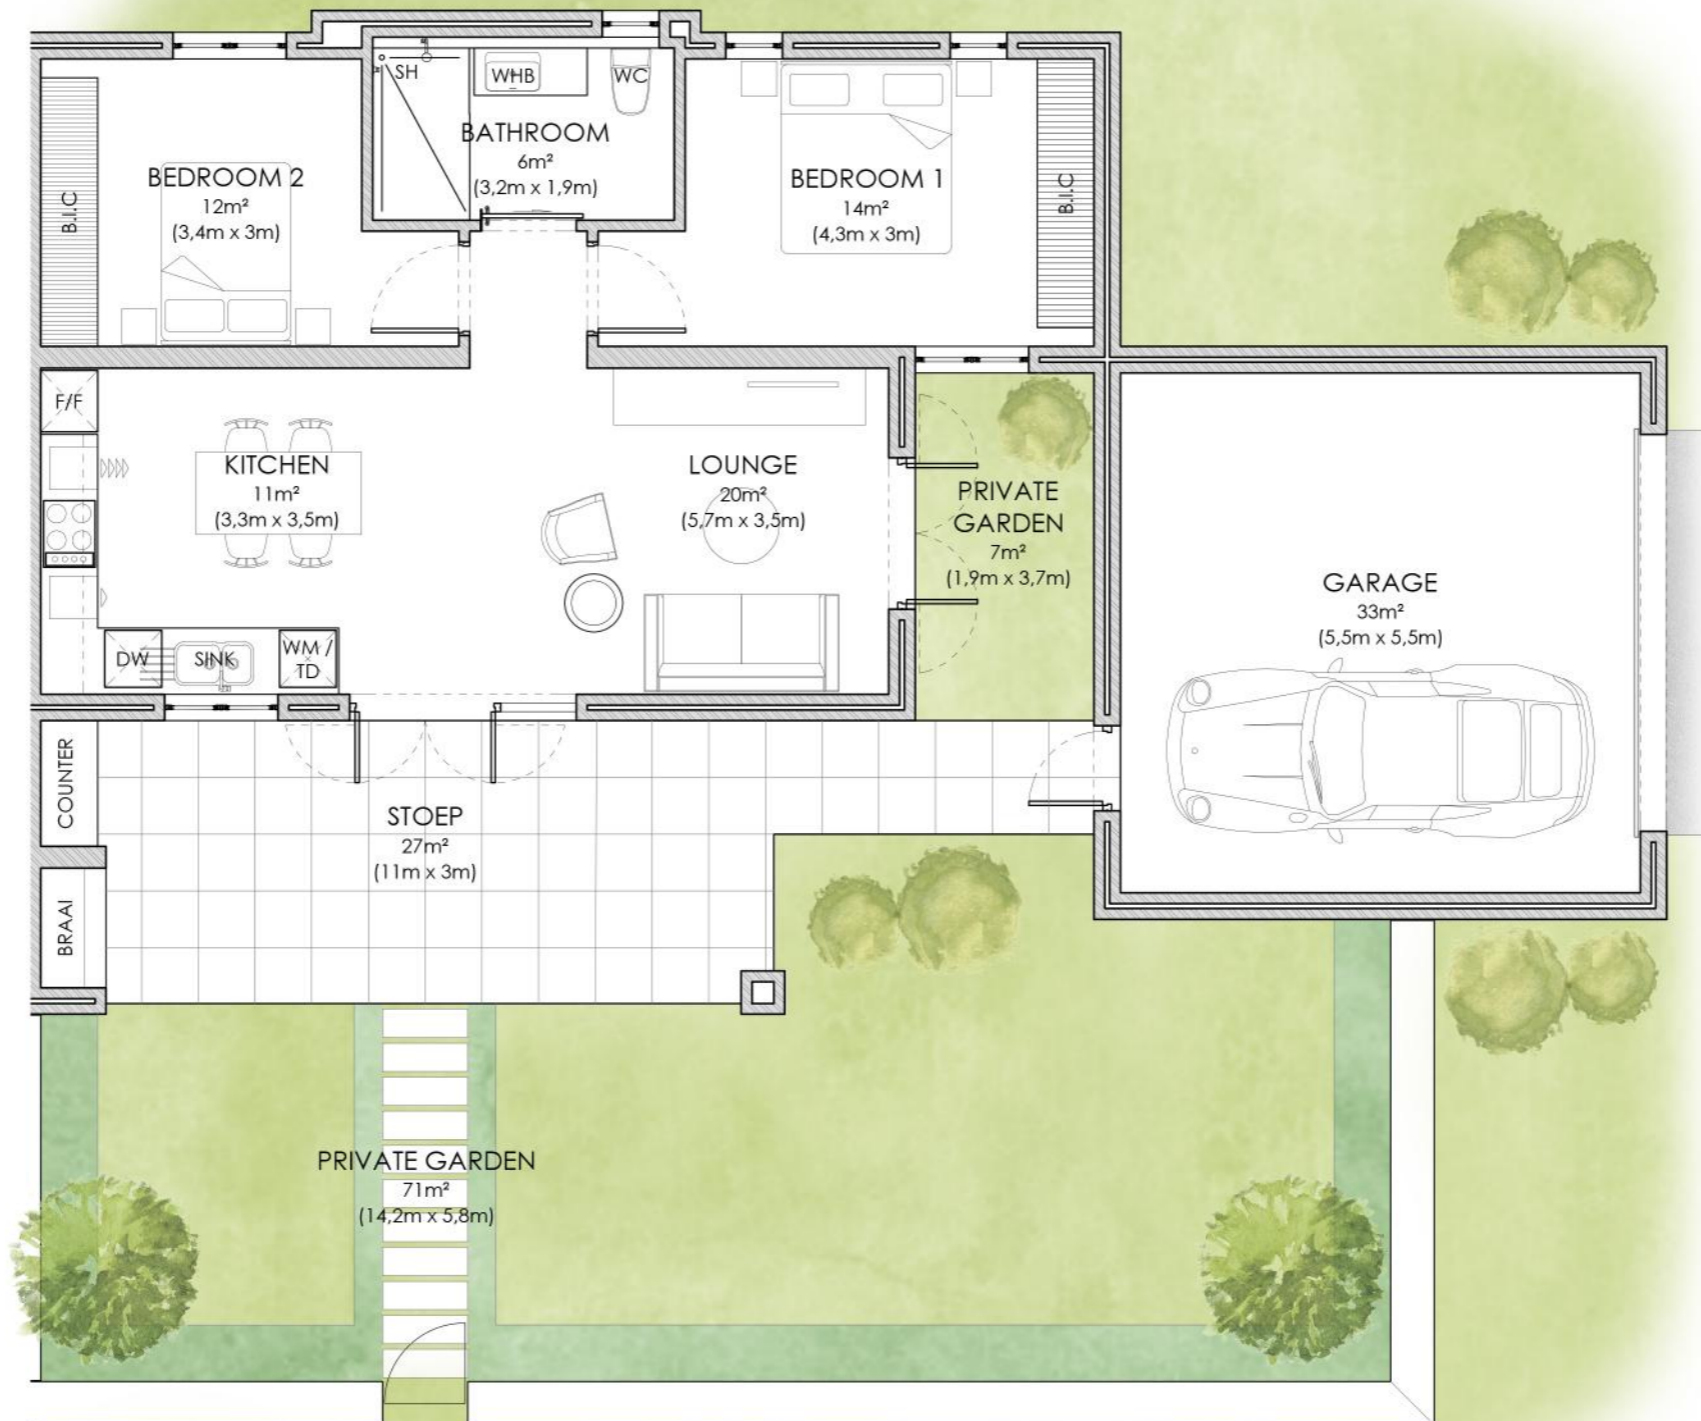 SH
WHB
WC
BATHROOM
6m²
(3,2m x 1,9m)
BEDROOM 2
12m²
(3,4m x 3m)
B.I.C
BEDROOM 1
14m²
(4,3m x 3m)
B.I.C
F/F
KITCHEN
11m²
(3,3m x 3,5m)
LOUNGE
20m²
(5,7m x 3,5m)
PRIVATE
GARDEN
7m²
(1,9m x 3,7m)
GARAGE
33m²
(5,5m x 5,5m)
DW
SINK
WM /
TD
COUNTER
STOEP
27m²
(11m x 3m)
BRAAI
PRIVATE GARDEN
71m²
(14,2m x 5,8m)